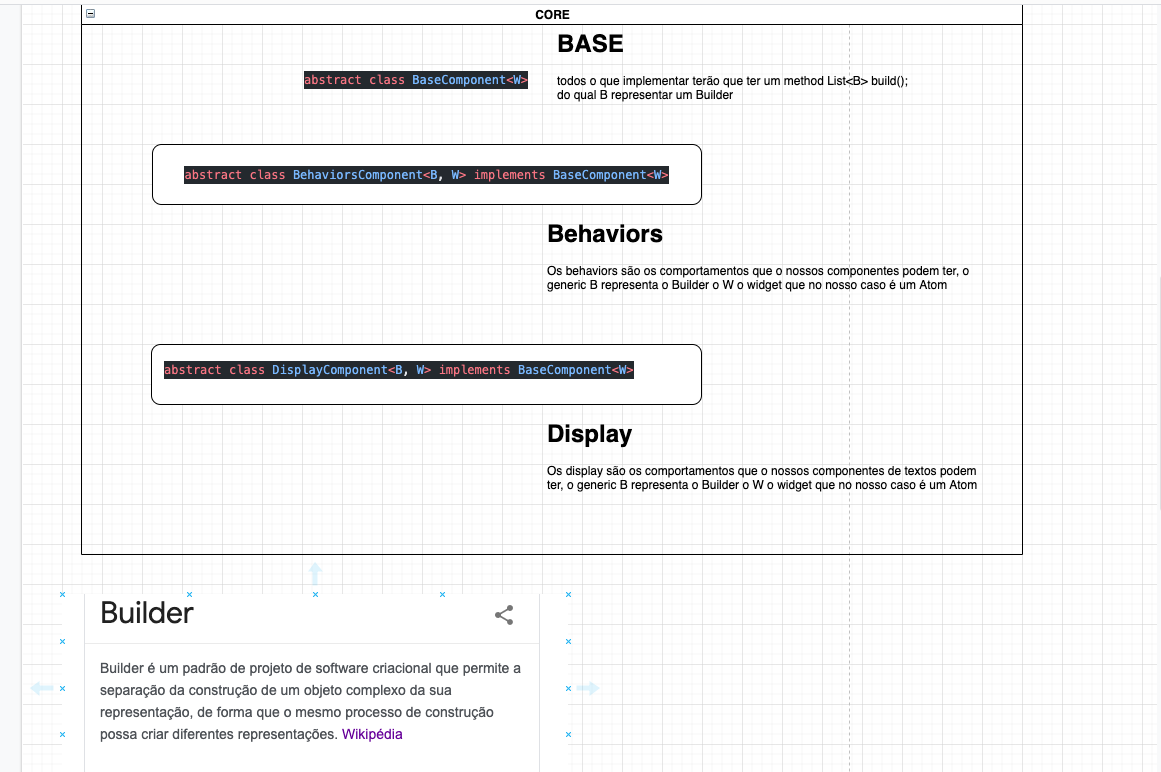 CORE
BASE
abstract class BaseComponent<W>
todos o que implementar terão que ter um method List<B> build();
do qual B representar um Builder
abstract class BehaviorsComponent<B, W> implements BaseComponent<W>
Behaviors
Os behaviors são os comportamentos que o nossos componentes podem ter, o
generic B representa o Builder o W o widget que no nosso caso é um Atom
abstract class DisplayComponent<B, W> implements BaseComponent<W>
Display
Os display são os comportamentos que o nossos componentes de textos podem
ter, o generic B representa o Builder o W o widget que no nosso caso é um Atom
Builder
Builder é um padrão de projeto de software criacional que permite a
separação da construção de um objeto complexo da sua
representação, de forma que o mesmo processo de construção
possa criar diferentes representações. Wikipédia